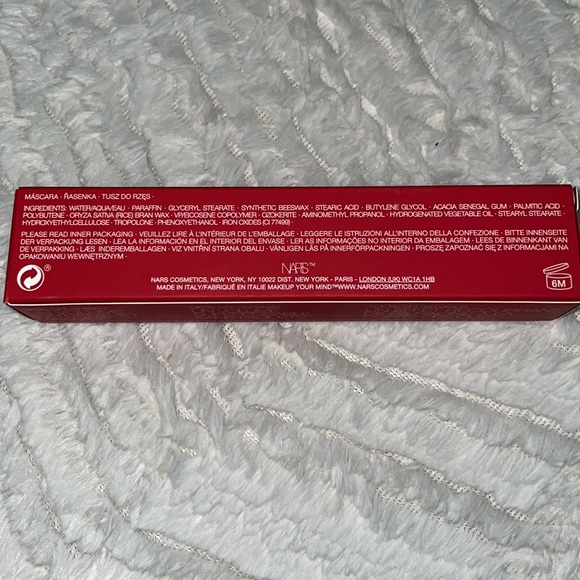 MÁSCARA · ŘASENKA · TUSZ DO RZĘS ·
INGREDIENTS: WATER/AQUA/EAU · PARAFFIN · GLYCERYL STEARATE · SYNTHETIC BEESWAX · STEARIC ACID · BUTYLENE GLYCOL · ACACIA SENEGAL GUM · PALMITIC ACID ·
POLYBUTENE · ORYZA SATIVA (RICE) BRAN WAX · VP/EICOSENE COPOLYMER · OZOKERITE · AMINOMETHYL PROPANOL · HYDROGENATED VEGETABLE OIL · STEARYL STEARATE ·
HYDROXYETHYLCELLULOSE · TROPOLONE · PHENOXYETHANOL · IRON OXIDES (CI 77499)
PLEASE READ INNER PACKAGING · VEUILLEZ LIRE À L'INTÉRIEUR DE L'EMBALLAGE · LEGGERE LE ISTRUZIONI ALL'INTERNO DELLA CONFEZIONE · BITTE INNENSEITE
DER VERPACKUNG LESEN · LEA LA INFORMACIÓN EN EL INTERIOR DEL ENVASE · LER AS INFORMAÇÕES NO INTERIOR DA EMBALAGEM · LEES DE BINNENKANT VAN
DE VERPAKKING · LÆS INDEREMBALLAGEN · VIZ VNITŘNÍ STRANA OBALU · VÄNLIGEN LÄS PÅ INNERFÖRPACKNINGEN · PROSZĘ ZAPOZNAĆ SIĘ Z INFORMACJAMI NA
OPAKOWANIU WEWNĘTRZNYM ·
NARS™
NARS COSMETICS, NEW YORK, NY 10022 DIST. NEW YORK - PARIS - LONDON (UK) WC1A 1HB
MADE IN ITALY/FABRIQUÉ EN ITALIE MAKEUP YOUR MIND™WWW.NARSCOSMETICS.COM
®
6M